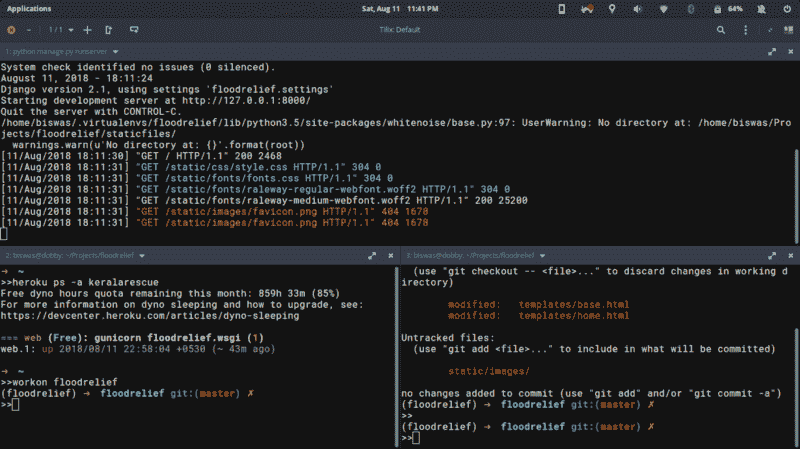 Applications
Sat, Aug 11 11:41 PM
64%
1 / 1
Tilix: Default
1: python manage.py runserver
System check identified no issues (0 silenced).
August 11, 2018 - 18:11:24
Django version 2.1, using settings 'floodrelief.settings'
Starting development server at http://127.0.0.1:8000/
Quit the server with CONTROL-C.
/home/biswas/.virtualenvs/floodrelief/lib/python3.5/site-packages/whitenoise/base.py:97: UserWarning: No directory at: /home/biswas/Pro
jects/floodrelief/staticfiles/
warnings.warn(u'No directory at: {}'.format(root))
[11/Aug/2018 18:11:30] "GET / HTTP/1.1" 200 2468
[11/Aug/2018 18:11:31] "GET /static/css/style.css HTTP/1.1" 304 0
[11/Aug/2018 18:11:31] "GET /static/fonts/fonts.css HTTP/1.1" 304 0
[11/Aug/2018 18:11:31] "GET /static/fonts/raleway-regular-webfont.woff2 HTTP/1.1" 304 0
[11/Aug/2018 18:11:31] "GET /static/fonts/raleway-medium-webfont.woff2 HTTP/1.1" 200 25200
[11/Aug/2018 18:11:31] "GET /static/images/favicon.png HTTP/1.1" 404 1678
[11/Aug/2018 18:11:31] "GET /static/images/favicon.png HTTP/1.1" 404 1678
2: biswas@dobby: ~/Projects/floodrelief
➜ ~
>>heroku ps -a keralarescue
Free dyno hours quota remaining this month: 859h 33m (85%)
For more information on dyno sleeping and how to upgrade, see:
https://devcenter.heroku.com/articles/dyno-sleeping
=== web (Free): gunicorn floodrelief.wsgi (1)
web.1: up 2018/08/11 22:58:04 +0530 (~ 43m ago)
➜ ~
>>workon floodrelief
(floodrelief) ➜ floodrelief git:(master) ✗
>>
3: biswas@dobby: ~/Projects/floodrelief
(use "git checkout -- <file>..." to discard changes in working d
irectory)
modified: templates/base.html
modified: templates/home.html
Untracked files:
(use "git add <file>..." to include in what will be committed)
static/images/
no changes added to commit (use "git add" and/or "git commit -a")
(floodrelief) ➜ floodrelief git:(master) ✗
>>
(floodrelief) ➜ floodrelief git:(master) ✗
>>